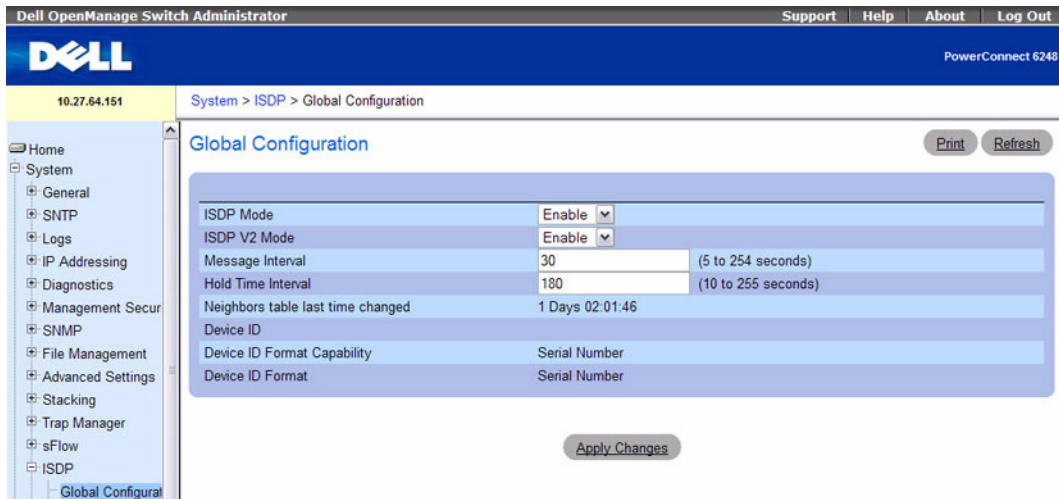 Dell OpenManage Switch Administrator Support Help About Log Out
DELL PowerConnect 6248
10.27.64.151 System > ISDP > Global Configuration
Home
System
General
SNTP
Logs
IP Addressing
Diagnostics
Management Secur
SNMP
File Management
Advanced Settings
Stacking
Trap Manager
sFlow
ISDP
Global Configurat
Global Configuration Print Refresh
ISDP Mode Enable
ISDP V2 Mode Enable
Message Interval 30 (5 to 254 seconds)
Hold Time Interval 180 (10 to 255 seconds)
Neighbors table last time changed 1 Days 02:01:46
Device ID
Device ID Format Capability Serial Number
Device ID Format Serial Number
Apply Changes